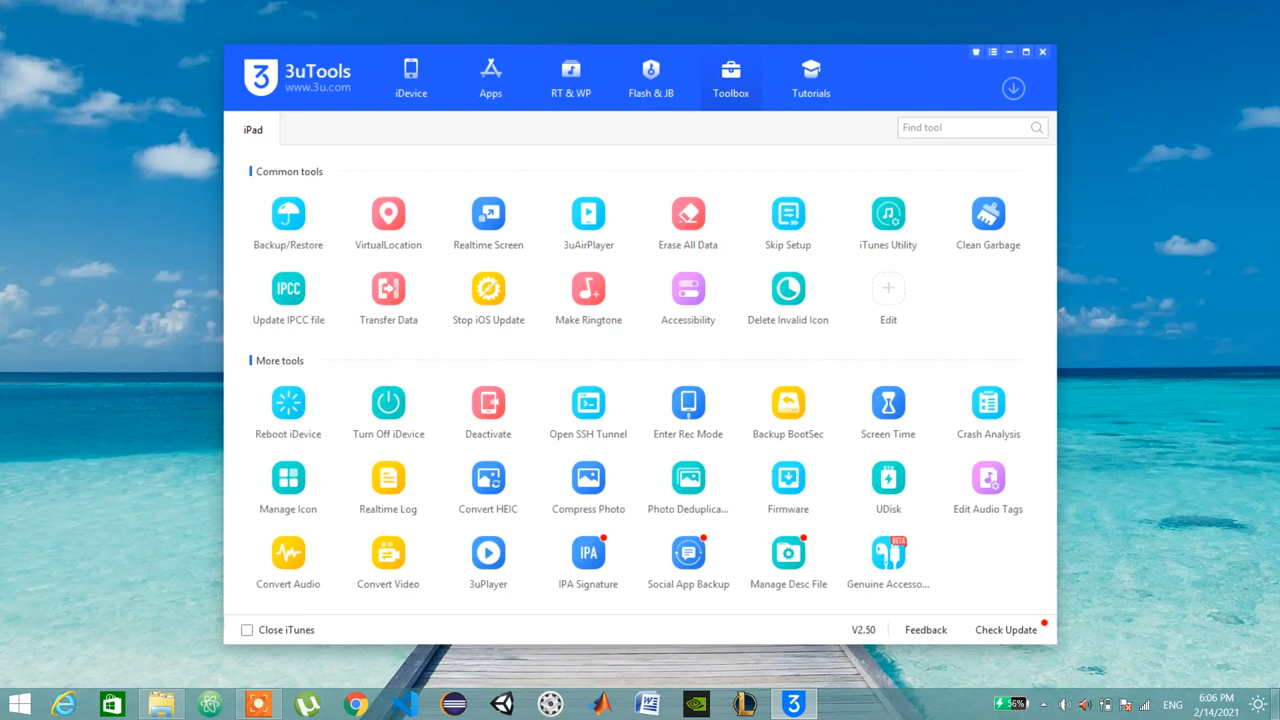 3 3uTools
www.3u.com
iDevice
Apps
RT & WP
Flash & JB
Toolbox
Tutorials
iPad
Find tool
Common tools
Backup/Restore
VirtualLocation
Realtime Screen
3uAirPlayer
Erase All Data
Skip Setup
iTunes Utility
Clean Garbage
IPCC
Update IPCC file
Transfer Data
Stop iOS Update
Make Ringtone
Accessibility
Delete Invalid Icon
Edit
More tools
Reboot iDevice
Turn Off iDevice
Deactivate
Open SSH Tunnel
Enter Rec Mode
Backup BootSec
Screen Time
Crash Analysis
Manage Icon
Realtime Log
Convert HEIC
Compress Photo
Photo Deduplica...
Firmware
UDisk
Edit Audio Tags
IPA
BETA
Convert Audio
Convert Video
3uPlayer
IPA Signature
Social App Backup
Manage Desc File
Genuine Accesso...
Close iTunes
V2.50
Feedback
Check Update
W
L
3
56%
ENG
6:06 PM
2/14/2021